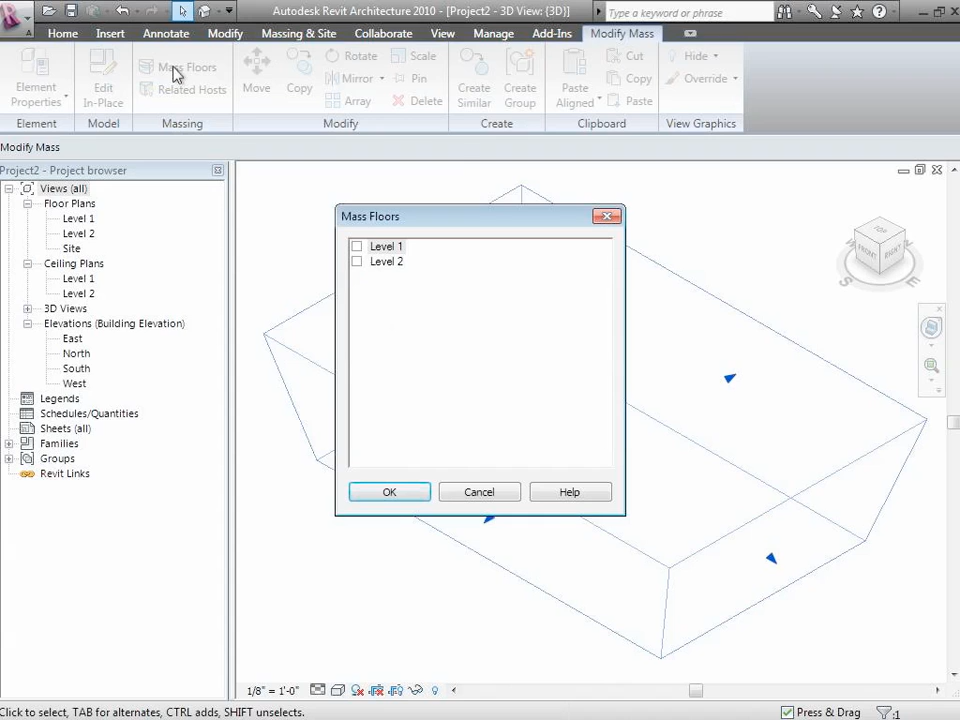 Autodesk Revit Architecture 2010 - [Project2 - 3D View: {3D}]
Type a keyword or phrase
Home Insert Annotate Modify Massing & Site Collaborate View Manage Add-Ins Modify Mass
Element Properties
Edit In-Place
Mass Floors
Related Hosts
Move
Copy
Rotate
Mirror
Array
Scale
Pin
Delete
Create Similar
Create Group
Paste Aligned
Cut
Copy
Paste
Hide
Override
Element Model Massing Modify Create Clipboard View Graphics
Modify Mass
Project2 - Project browser
Views (all)
Floor Plans
Level 1
Level 2
Site
Ceiling Plans
Level 1
Level 2
3D Views
Elevations (Building Elevation)
East
North
South
West
Legends
Schedules/Quantities
Sheets (all)
Families
Groups
Revit Links
Mass Floors
Level 1
Level 2
OK Cancel Help
TOP
FRONT
RIGHT
W
E
S
1/8" = 1'-0"
Click to select, TAB for alternates, CTRL adds, SHIFT unselects.
Press & Drag
:1